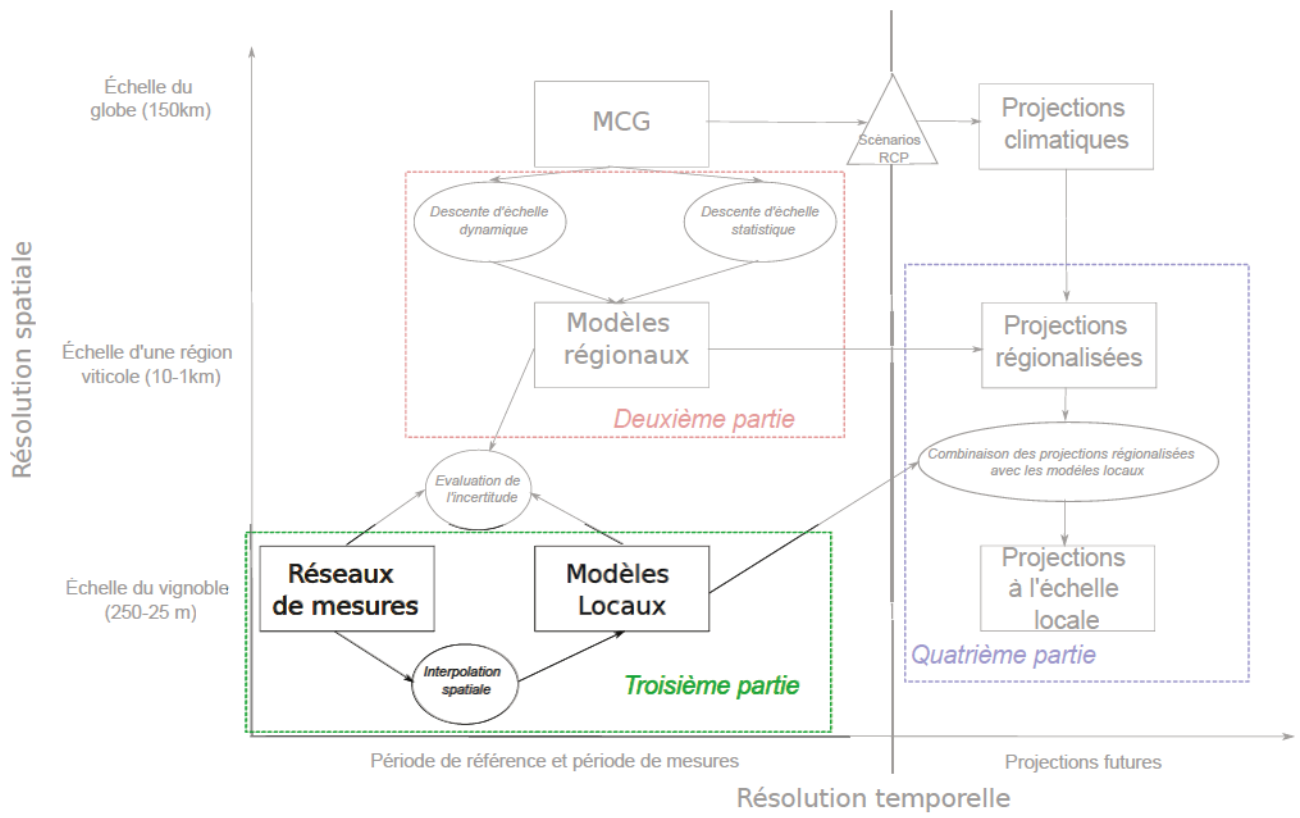 Échelle du
globe (150km)
MCG
Scénarios
RCP
Projections
climatiques
Descente d'échelle
dynamique
Descente d'échelle
statistique
Résolution spatiale
Échelle d'une région
viticole (10-1km)
Modèles
régionaux
Projections
régionalisées
Deuxième partie
Combinaison des projections régionalisées
avec les modéles locaux
Evaluation de
l'incertitude
Échelle du vignoble
(250-25 m)
Réseaux
de mesures
Modèles
Locaux
Projections
à l'échelle
locale
Quatrième partie
Interpolation
spatiale
Troisième partie
Période de référence et période de mesures
Projections futures
Résolution temporelle